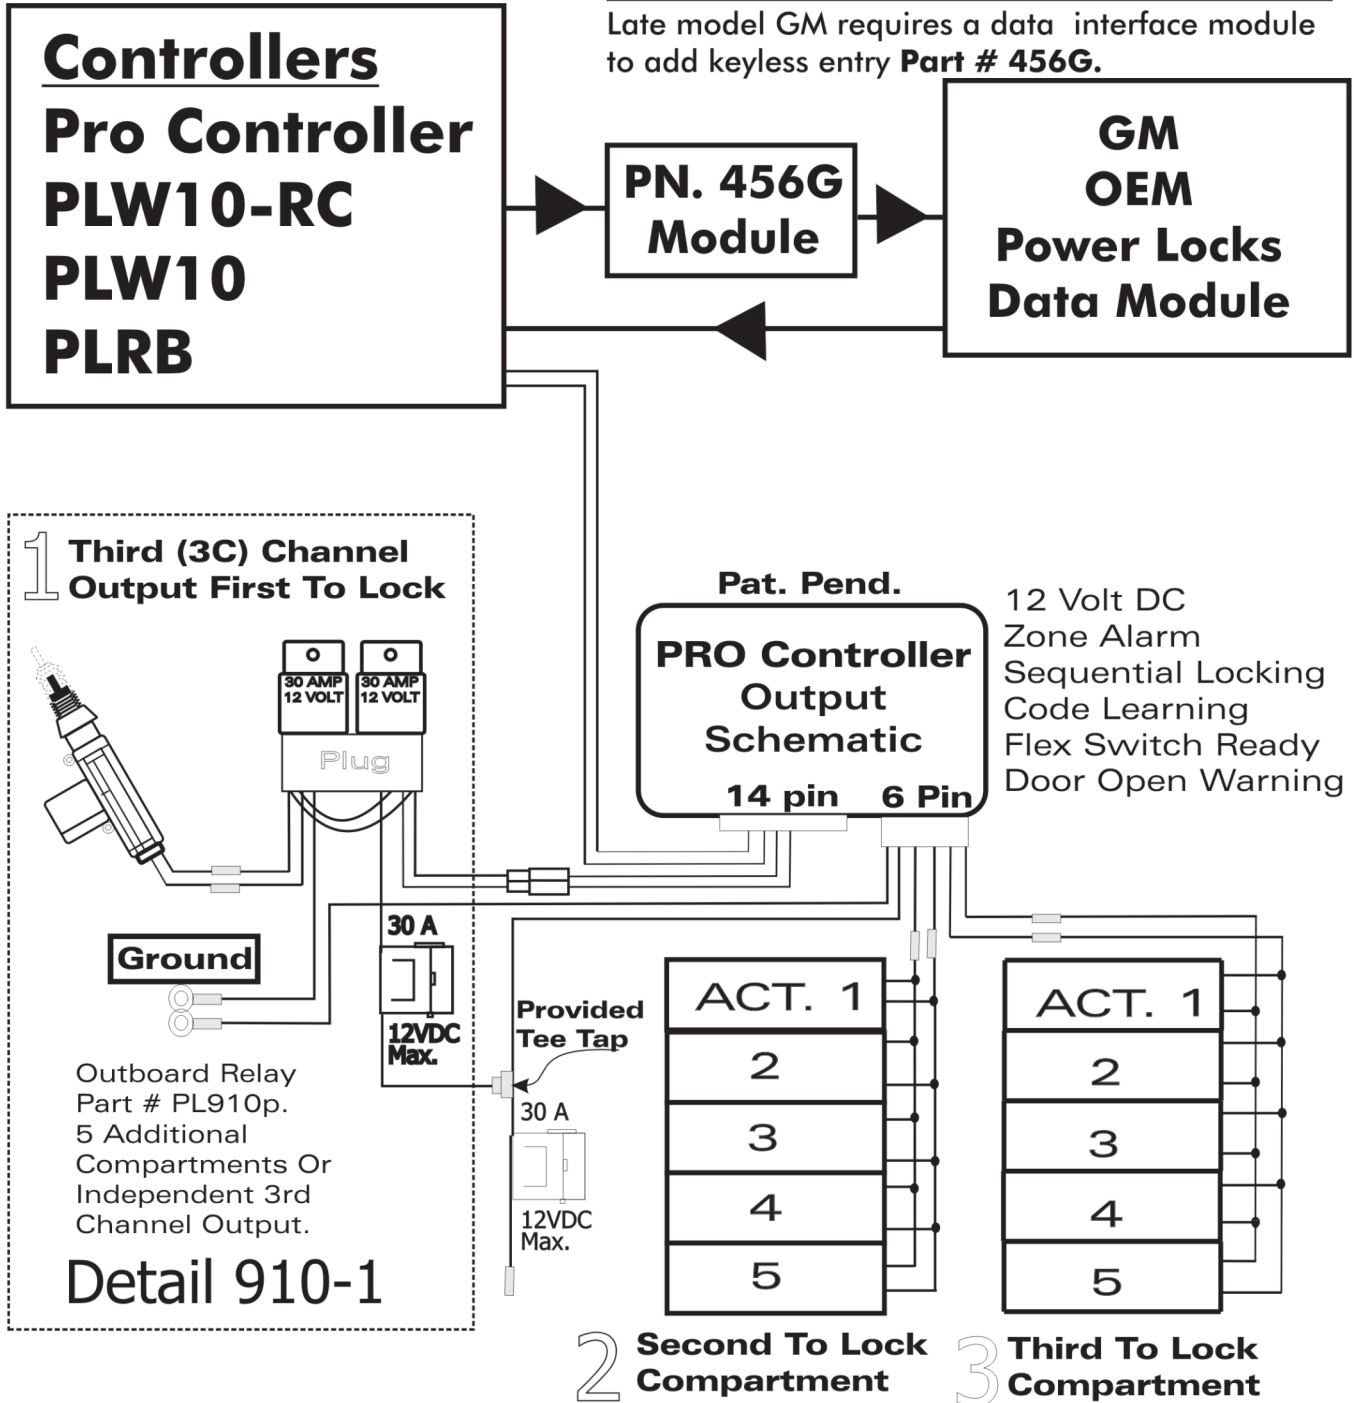 Late model GM requires a data interface module
to add keyless entry Part # 456G.
Controllers
Pro Controller
PLW10-RC
PLW10
PLRB
PN. 456G
Module
GM
OEM
Power Locks
Data Module
1 Third (3C) Channel
Output First To Lock
30 AMP
12 VOLT
30 AMP
12 VOLT
Plug
30 A
12VDC
Max.
Ground
Outboard Relay
Part # PL910p.
5 Additional
Compartments Or
Independent 3rd
Channel Output.
Detail 910-1
Pat. Pend.
PRO Controller
Output
Schematic
14 pin
6 Pin
12 Volt DC
Zone Alarm
Sequential Locking
Code Learning
Flex Switch Ready
Door Open Warning
Provided
Tee Tap
30 A
12VDC
Max.
ACT. 1
2
3
4
5
2 Second To Lock
Compartment
ACT. 1
2
3
4
5
3 Third To Lock
Compartment